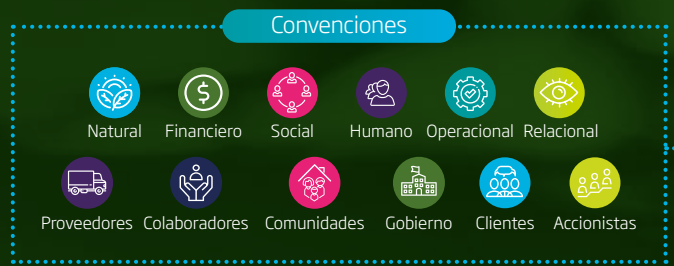 Convenciones
Natural Financiero Social Humano Operacional Relacional
Proveedores Colaboradores Comunidades Gobierno Clientes Accionistas